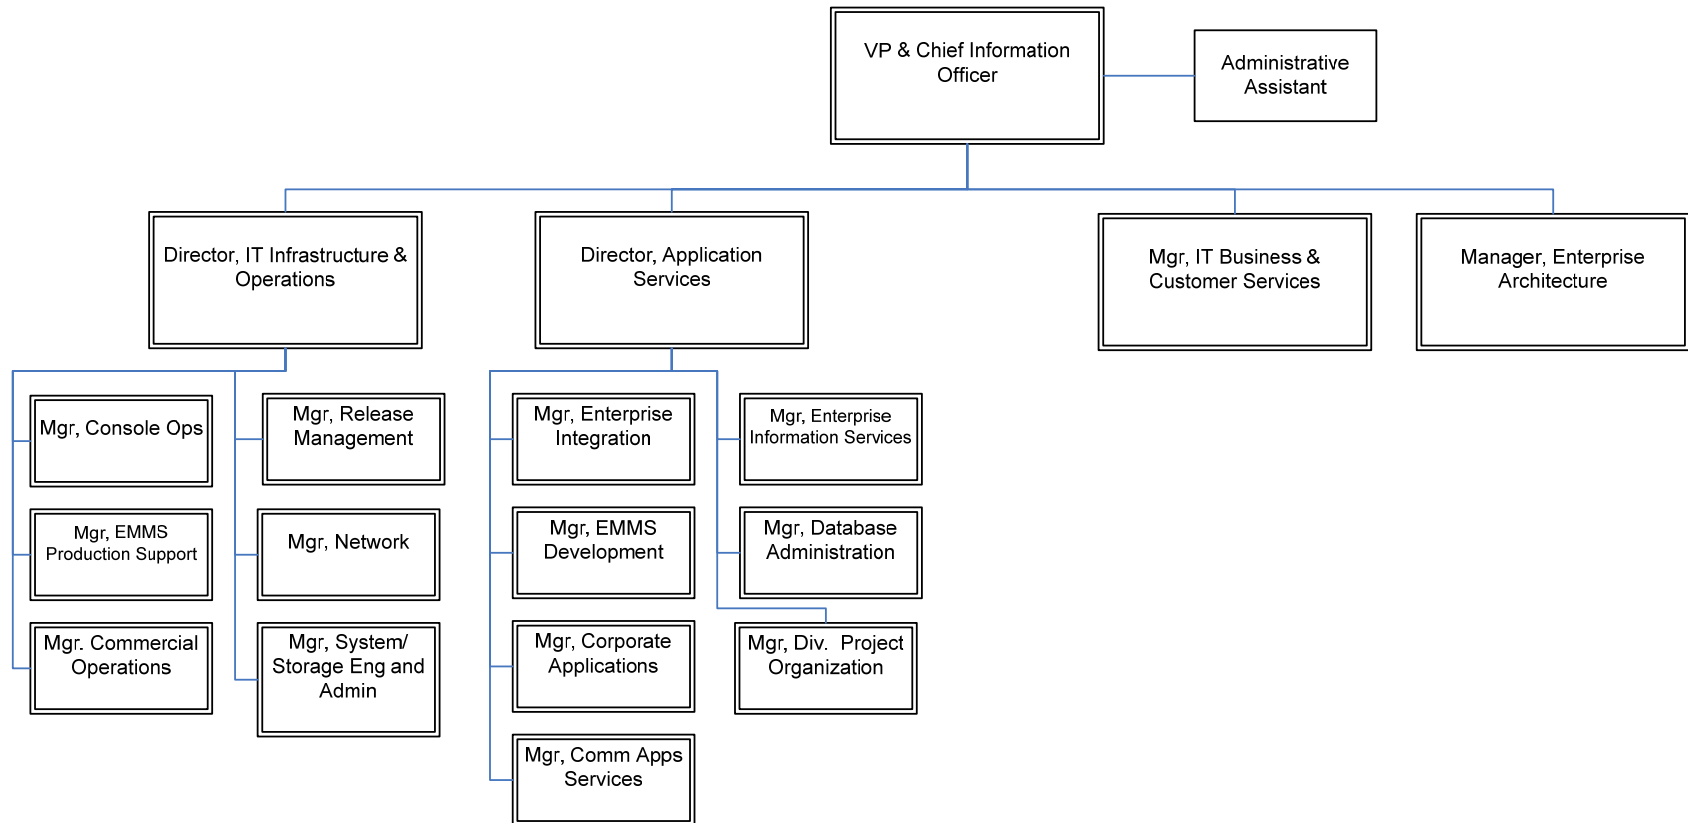 VP & Chief Information
Officer
Administrative
Assistant
Director, IT Infrastructure &
Operations
Director, Application
Services
Mgr, IT Business &
Customer Services
Manager, Enterprise
Architecture
Mgr, Console Ops
Mgr, Release
Management
Mgr, Enterprise
Integration
Mgr, Enterprise
Information Services
Mgr, EMMS
Production Support
Mgr, Network
Mgr, EMMS
Development
Mgr, Database
Administration
Mgr. Commercial
Operations
Mgr, System/
Storage Eng and
Admin
Mgr, Corporate
Applications
Mgr, Div.  Project
Organization
Mgr, Comm Apps
Services